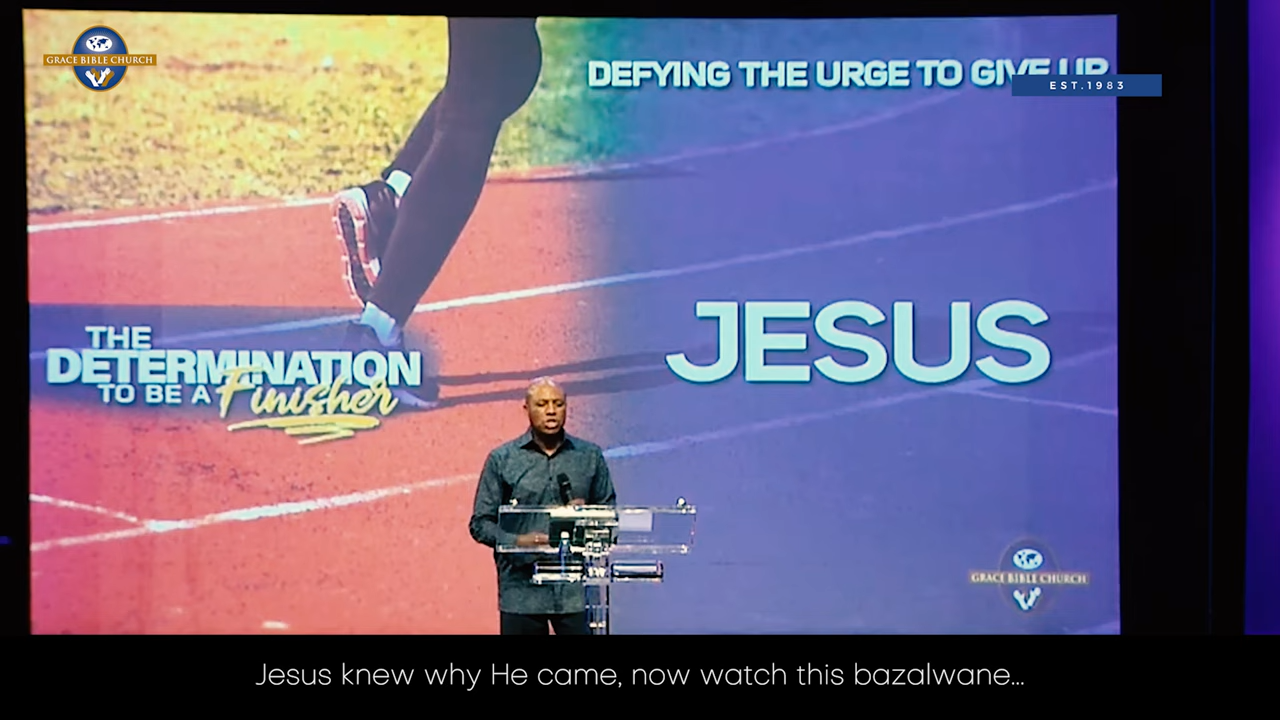 GRACE BIBLE CHURCH
DEFYING THE URGE TO GIVE UP
EST.1983
JESUS
THE
DETERMINATION
TO BE A Finisher
GRACE BIBLE CHURCH
Jesus knew why He came, now watch this bazalwane...